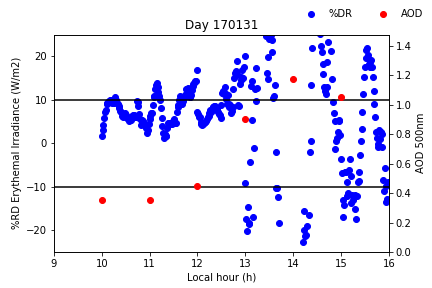 %DR AOD
Day 170131
%RD Erythemal Irradiance (W/m2)
20
10
0
−10
−20
1.4
1.2
1.0
0.8
0.6
0.4
0.2
0.0
AOD 500nm
9 10 11 12 13 14 15 16
Local hour (h)